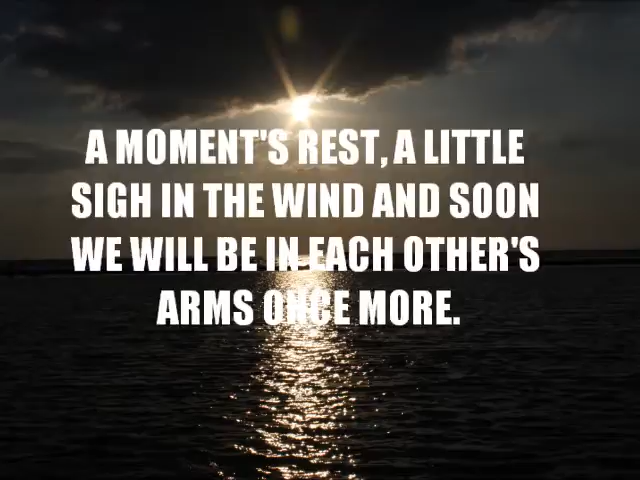 A MOMENT'S REST, A LITTLE
SIGH IN THE WIND AND SOON
WE WILL BE IN EACH OTHER'S
ARMS ONCE MORE.